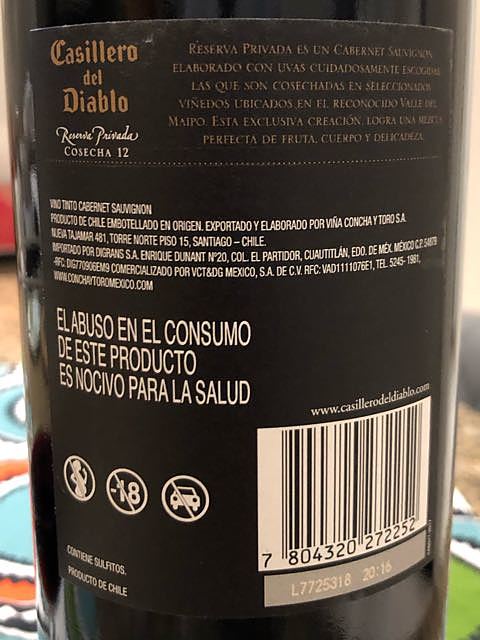 Casillero
del
Diablo
Reserva Privada
COSECHA 12
RESERVA PRIVADA ES UN CABERNET SAUVIGNON
ELABORADO CON UVAS CUIDADOSAMENTE ESCOGIDAS
LAS QUE SON COSECHADAS EN SELECCIONADOS
VIÑEDOS UBICADOS EN EL RECONOCIDO VALLE DEL
MAIPO. ESTA EXCLUSIVA CREACIÓN, LOGRA UNA MEZCLA
PERFECTA DE FRUTA, CUERPO Y DELICADEZA.
VINO TINTO CABERNET SAUVIGNON
PRODUCTO DE CHILE EMBOTELLADO EN ORIGEN. EXPORTADO Y ELABORADO POR VIÑA CONCHA Y TORO S.A.
NUEVA TAJAMAR 481, TORRE NORTE PISO 15, SANTIAGO – CHILE.
IMPORTADO POR DIGRANS S.A. ENRIQUE DUNANT Nº20, COL. EL PARTIDOR, CUAUTITLÁN, EDO. DE MÉX. MÉXICO C.P. 54879
-RFC: DIG770906EM9 COMERCIALIZADO POR VCT&DG MEXICO, S.A. DE C.V. RFC: VAD1111076E1, TEL. 5245- 1981,
WWW.CONCHAYTOROMEXICO.COM
EL ABUSO EN EL CONSUMO
DE ESTE PRODUCTO
ES NOCIVO PARA LA SALUD
www.casillerodeldiablo.com
-18
7 804320 272252
L7725318 20:16
CONTIENE SULFITOS.
PRODUCTO DE CHILE